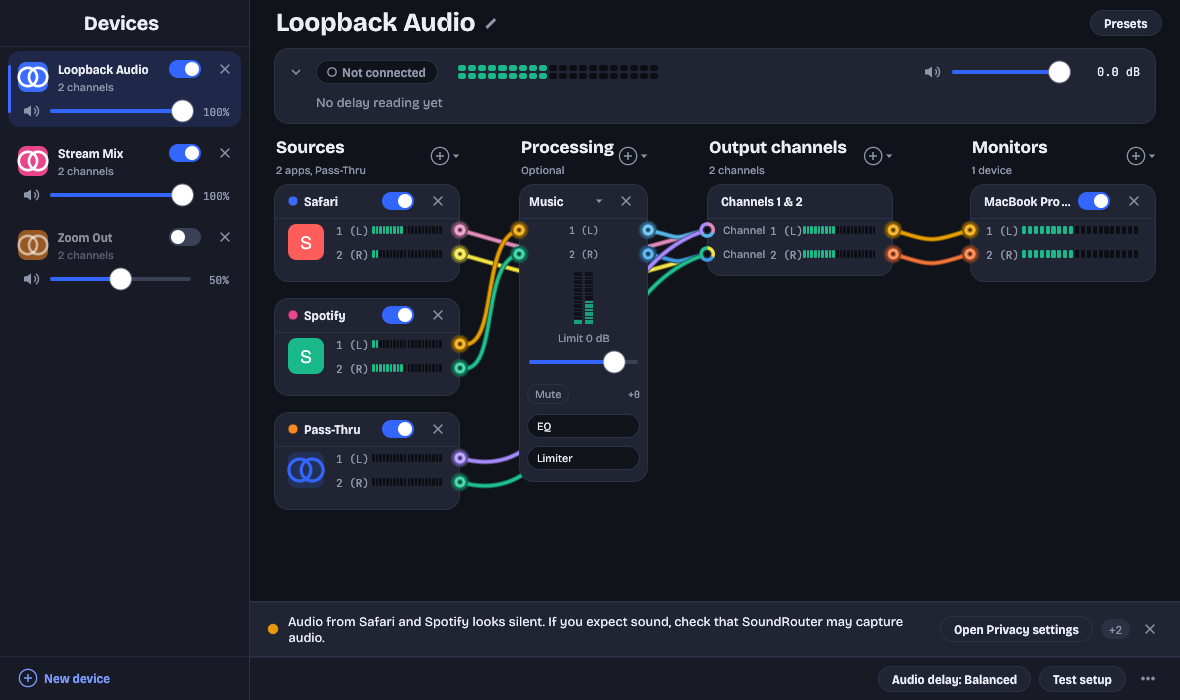 Devices
Loopback Audio
2 channels
100%
Stream Mix
2 channels
100%
Zoom Out
2 channels
50%
New device
Loopback Audio
Presets
Not connected
0.0 dB
No delay reading yet
Sources
2 apps, Pass-Thru
Safari
S
1 (L)
2 (R)
Spotify
S
1 (L)
2 (R)
Pass-Thru
1 (L)
2 (R)
Processing
Optional
Music
1 (L)
2 (R)
Limit 0 dB
Mute +0
EQ
Limiter
Output channels
2 channels
Channels 1 & 2
Channel 1 (L)
Channel 2 (R)
Monitors
1 device
MacBook Pro ...
1 (L)
2 (R)
Audio from Safari and Spotify looks silent. If you expect sound, check that SoundRouter may capture
audio.
Open Privacy settings
+2
Audio delay: Balanced
Test setup